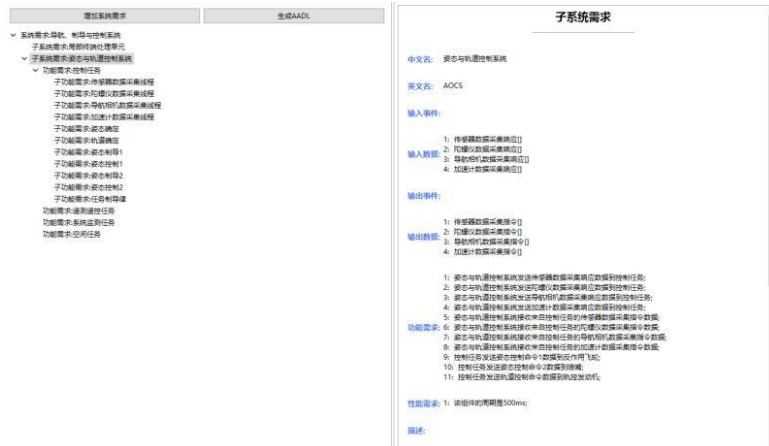 增加系统需求
生成AADL
系统需求:导航、制导与控制系统
子系统需求:局部终端处理单元
子系统需求:姿态与轨道控制系统
功能需求:控制任务
子功能需求:传感器数据采集线程
子功能需求:陀螺仪数据采集线程
子功能需求:导航相机数据采集线程
子功能需求:加速计数据采集线程
子功能需求:姿态确定
子功能需求:轨道确定
子功能需求:姿态制导1
子功能需求:姿态控制1
子功能需求:姿态制导2
子功能需求:姿态控制2
子功能需求:任务制导律
功能需求:遥测遥控任务
功能需求:系统监测任务
功能需求:空闲任务
子系统需求
中文名: 姿态与轨道控制系统
英文名: AOCS
输入事件:
输入数据:
1: 传感器数据采集响应[]
2: 陀螺仪数据采集响应[]
3: 导航相机数据采集响应[]
4: 加速计数据采集响应[]
输出事件:
输出数据:
1: 传感器数据采集指令[]
2: 陀螺仪数据采集指令[]
3: 导航相机数据采集指令[]
4: 加速计数据采集指令[]
功能需求:
1: 姿态与轨道控制系统发送传感器数据采集响应数据到控制任务;
2: 姿态与轨道控制系统发送陀螺仪数据采集响应数据到控制任务;
3: 姿态与轨道控制系统发送导航相机数据采集响应数据到控制任务;
4: 姿态与轨道控制系统发送加速计数据采集响应数据到控制任务;
5: 姿态与轨道控制系统接收来自控制任务的传感器数据采集指令数据;
6: 姿态与轨道控制系统接收来自控制任务的陀螺仪数据采集指令数据;
7: 姿态与轨道控制系统接收来自控制任务的导航相机数据采集指令数据;
8: 姿态与轨道控制系统接收来自控制任务的加速计数据采集指令数据;
9: 控制任务发送姿态控制命令1数据到反作用飞轮;
10: 控制任务发送姿态控制命令2数据到喷嘴;
11: 控制任务发送轨道控制命令数据到轨控发动机;
性能需求: 1: 该组件的周期是500ms;
描述: